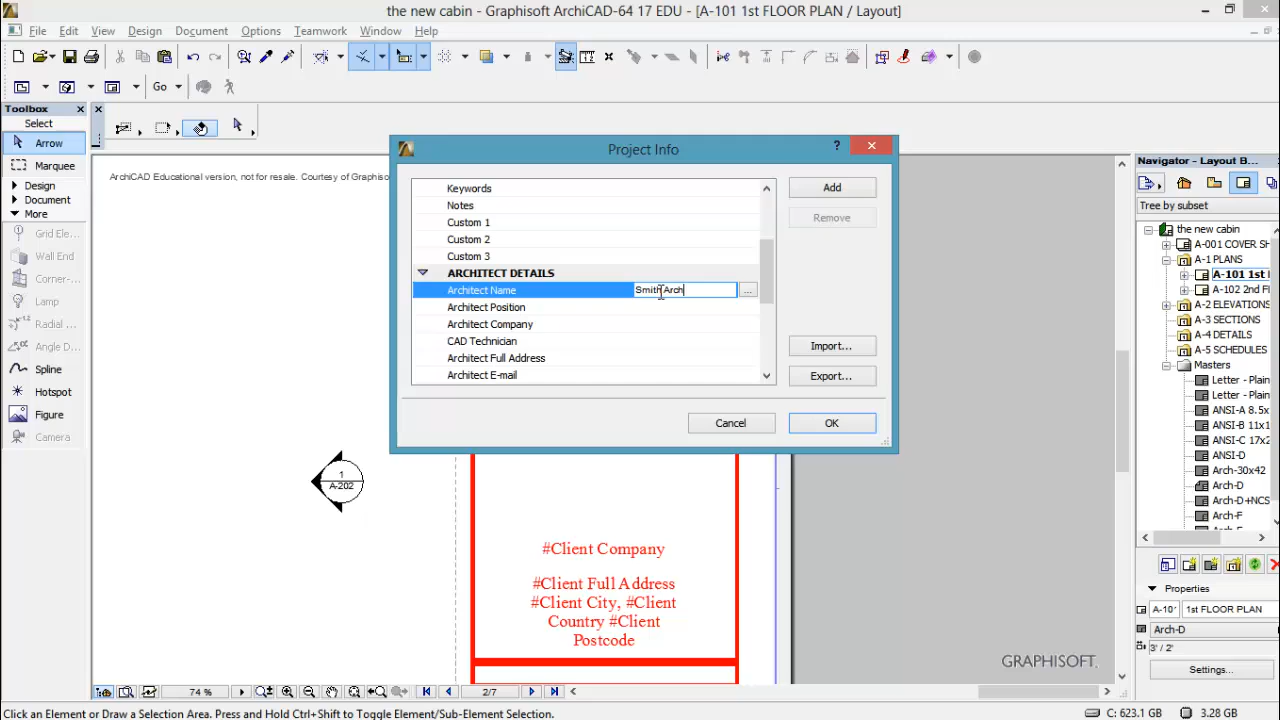 the new cabin - Graphisoft ArchiCAD-64 17 EDU - [A-101 1st FLOOR PLAN / Layout]
File Edit View Design Document Options Teamwork Window Help
Go
Toolbox
Select
Arrow
Marquee
Design
Document
More
Grid Ele...
Wall End
Corner-...
Lamp
Radial ...
Angle D...
Spline
Hotspot
Figure
Camera
ArchiCAD Educational version, not for resale. Courtesy of Graphiso
Project Info
?
Keywords
Notes
Custom 1
Custom 2
Custom 3
ARCHITECT DETAILS
Architect Name Smith Arch ...
Architect Position
Architect Company
CAD Technician
Architect Full Address
Architect E-mail
Add
Remove
Import...
Export...
Cancel OK
1
A-202
#Client Company
#Client Full Address
#Client City, #Client
Country #Client
Postcode
GRAPHISOFT.
Navigator - Layout B...
Tree by subset
the new cabin
A-001 COVER SH
A-1 PLANS
A-101 1st F
A-102 2nd Fl
A-2 ELEVATIONS
A-3 SECTIONS
A-4 DETAILS
A-5 SCHEDULES
Masters
Letter - Plain
Letter - Plain
ANSI-A 8.5x
ANSI-B 11x1
ANSI-C 17x2
ANSI-D
Arch-30x42
Arch-D
Arch-D+NCS
Arch-F
Properties
A-10 1st FLOOR PLAN
Arch-D
3' / 2'
Settings...
74 % 2/7
Click an Element or Draw a Selection Area. Press and Hold Ctrl+Shift to Toggle Element/Sub-Element Selection.
C: 623.1 GB 3.28 GB